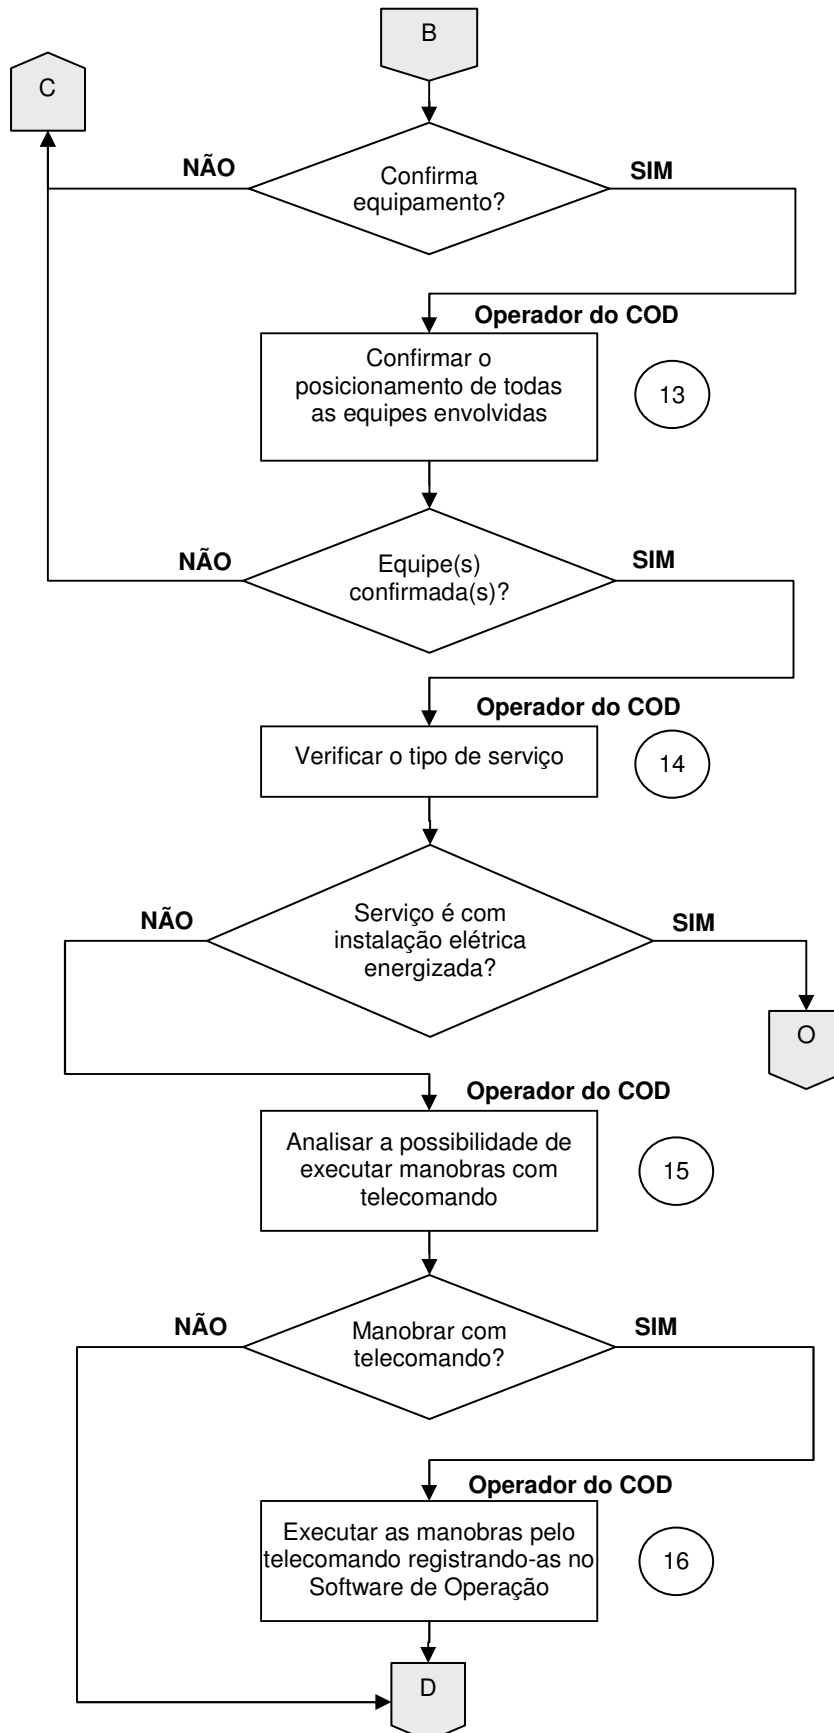 B
C
NÃO
SIM
Confirma
equipamento?
Operador do COD
Confirmar o
posicionamento de todas
as equipes envolvidas
13
NÃO
SIM
Equipe(s)
confirmada(s)?
Operador do COD
Verificar o tipo de serviço
14
NÃO
SIM
Serviço é com
instalação elétrica
energizada?
O
Operador do COD
Analisar a possibilidade de
executar manobras com
telecomando
15
NÃO
SIM
Manobrar com
telecomando?
Operador do COD
Executar as manobras pelo
telecomando registrando-as no
Software de Operação
16
D